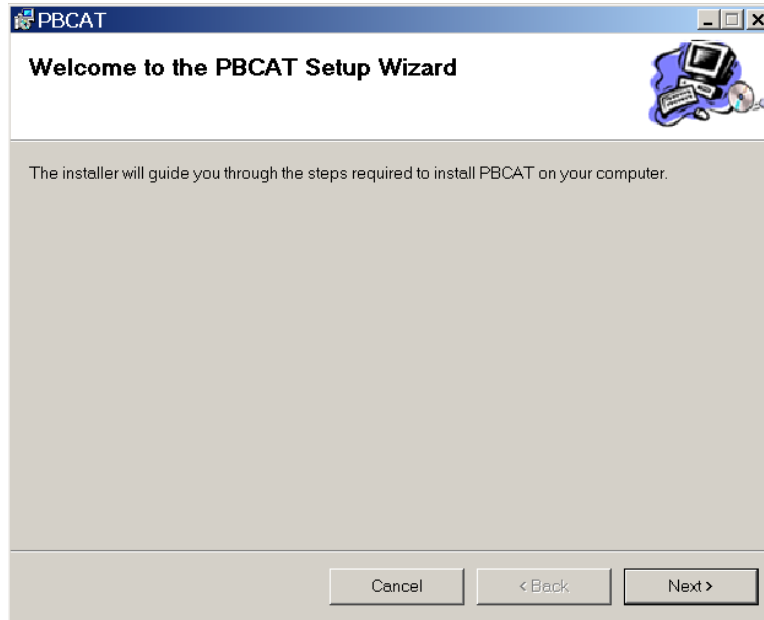 PBCAT
Welcome to the PBCAT Setup Wizard
The installer will guide you through the steps required to install PBCAT on your computer.
Cancel
< Back
Next >